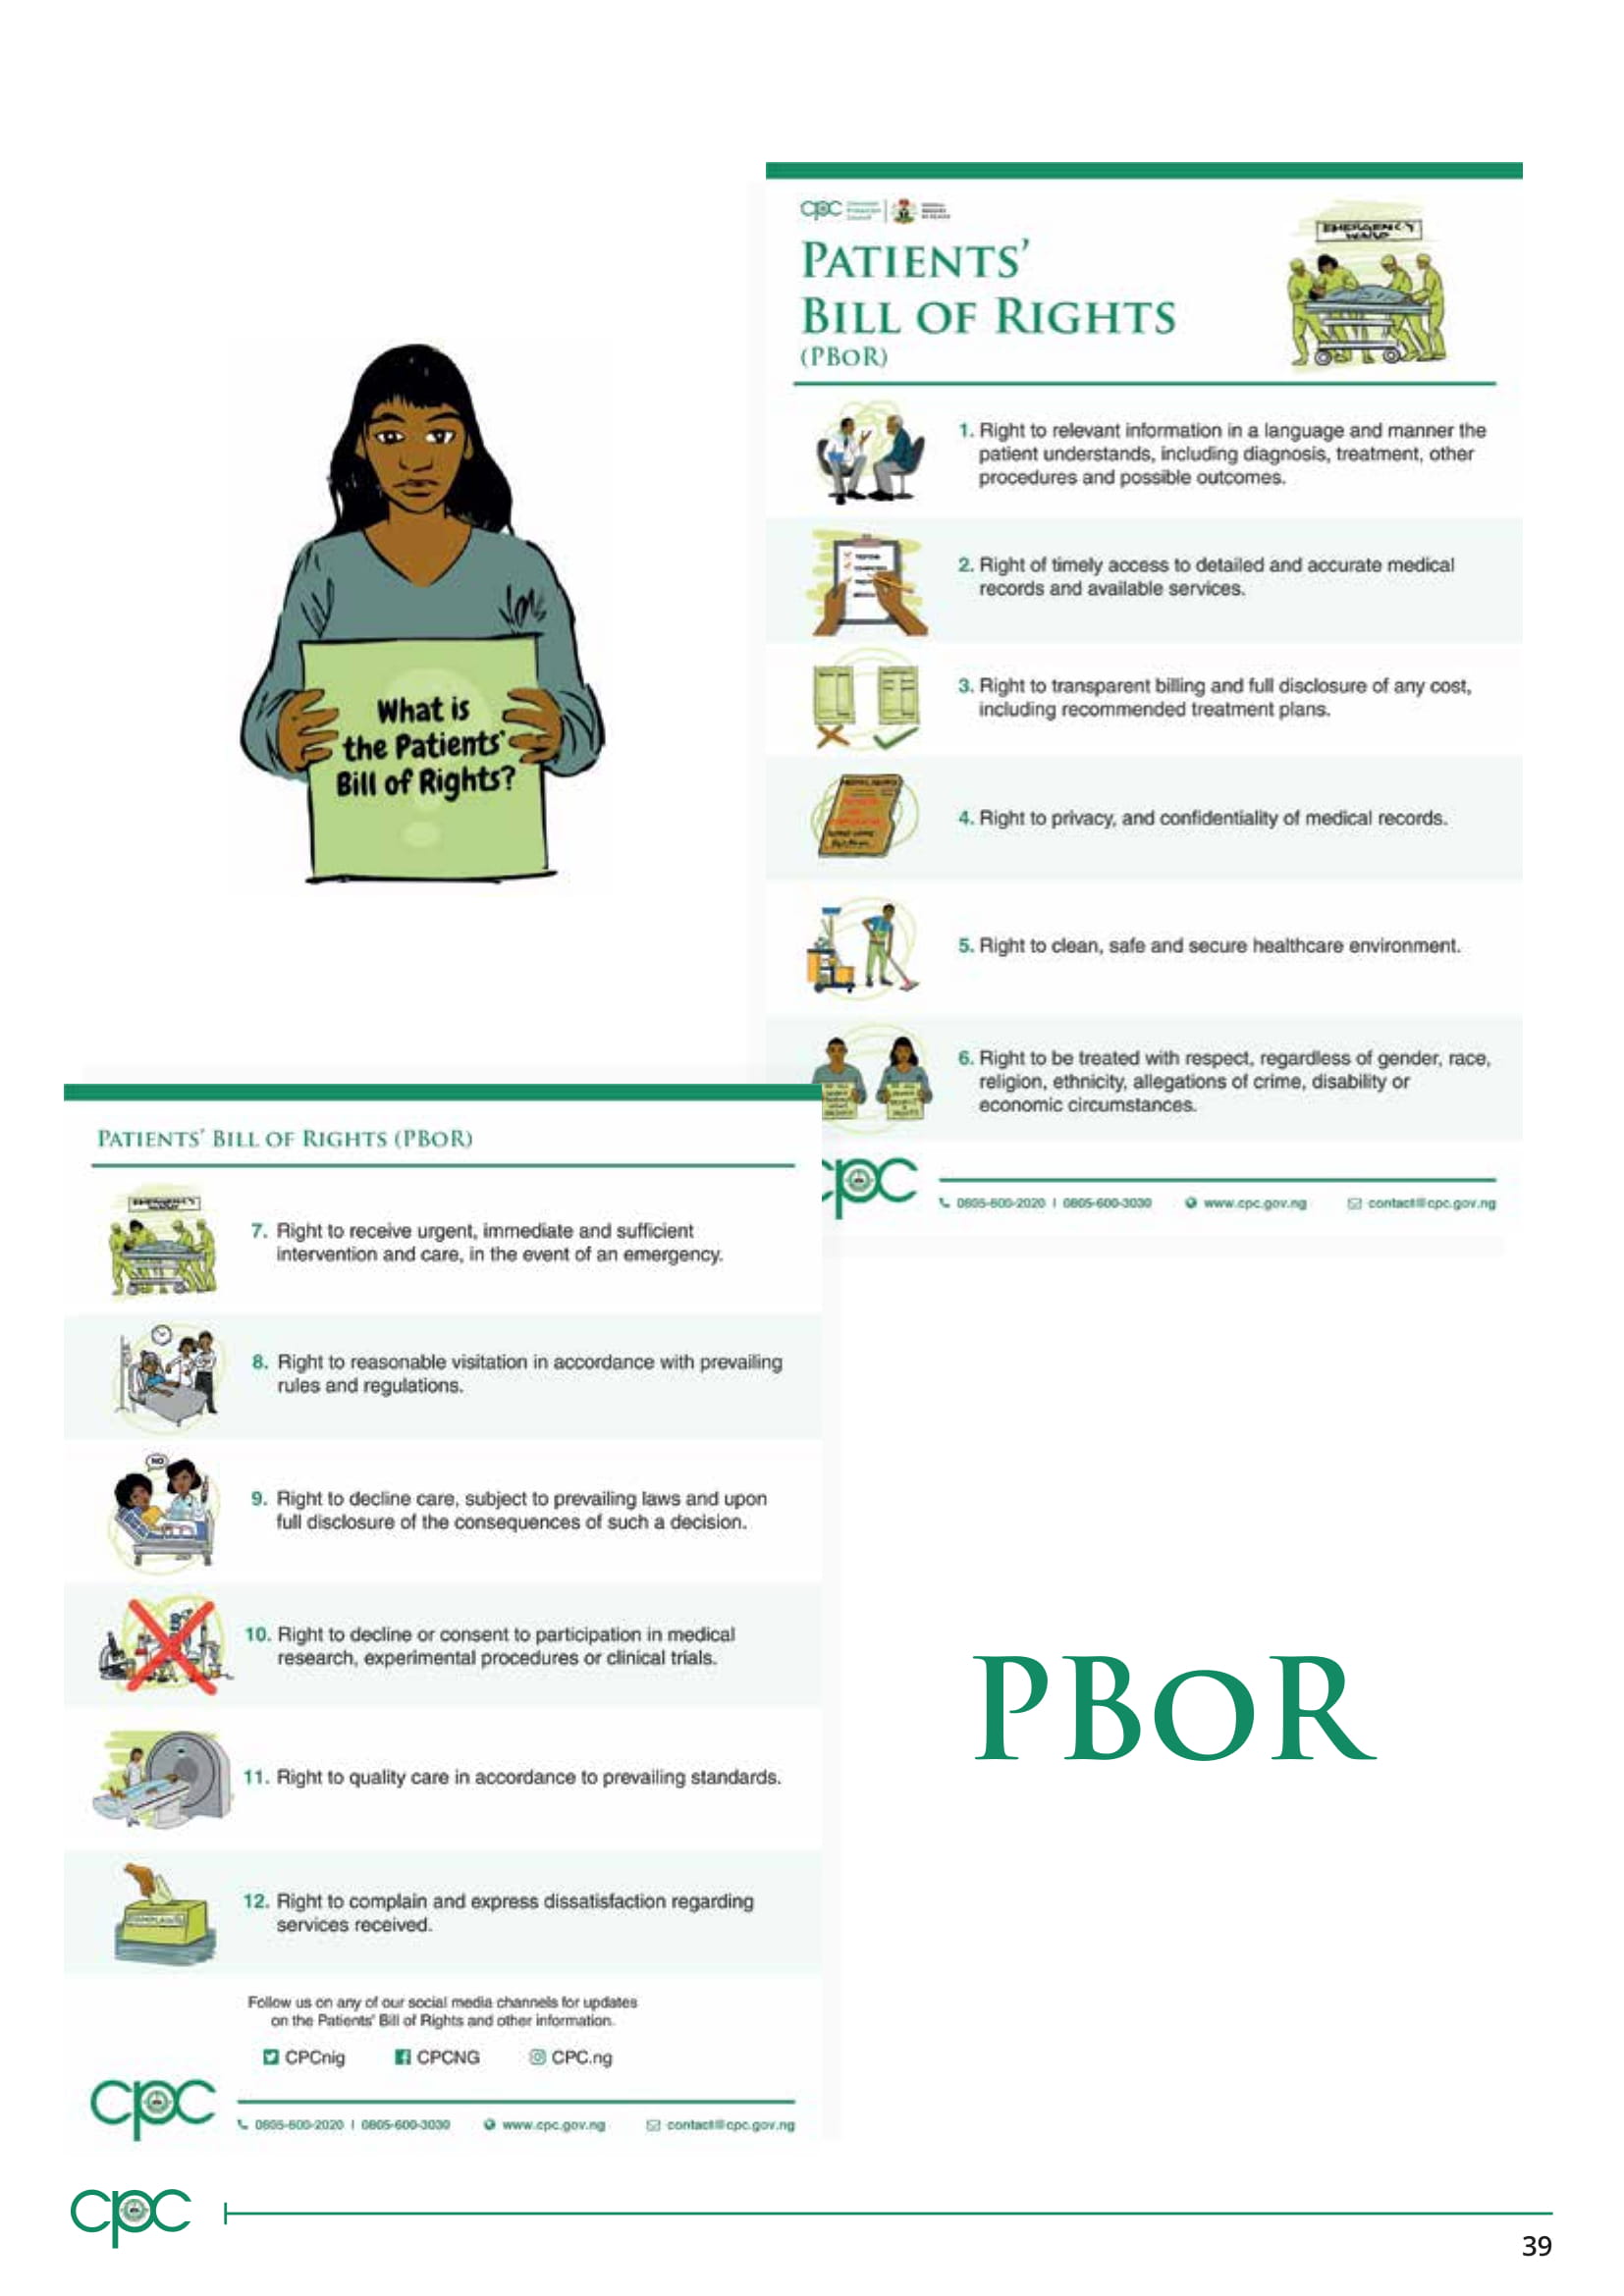 What is
the Patients'
Bill of Rights?
cpc
PATIENTS'
BILL OF RIGHTS
(PBOR)
EMERGENCY
WARD
1. Right to relevant information in a language and manner the
patient understands, including diagnosis, treatment, other
procedures and possible outcomes.
2. Right of timely access to detailed and accurate medical
records and available services.
3. Right to transparent billing and full disclosure of any cost,
including recommended treatment plans.
4. Right to privacy, and confidentiality of medical records.
5. Right to clean, safe and secure healthcare environment.
6. Right to be treated with respect, regardless of gender, race,
religion, ethnicity, allegations of crime, disability or
economic circumstances.
cpc
0805-600-2020 | 0805-600-3030 www.cpc.gov.ng contact@cpc.gov.ng
PATIENTS' BILL OF RIGHTS (PBOR)
7. Right to receive urgent, immediate and sufficient
intervention and care, in the event of an emergency.
8. Right to reasonable visitation in accordance with prevailing
rules and regulations.
NO
9. Right to decline care, subject to prevailing laws and upon
full disclosure of the consequences of such a decision.
10. Right to decline or consent to participation in medical
research, experimental procedures or clinical trials.
11. Right to quality care in accordance to prevailing standards.
COMPLAINTS
12. Right to complain and express dissatisfaction regarding
services received.
Follow us on any of our social media channels for updates
on the Patients' Bill of Rights and other information.
CPCnig CPCNG CPC.ng
cpc
0805-600-2020 | 0805-600-3030 www.cpc.gov.ng contact@cpc.gov.ng
PBOR
cpc
39